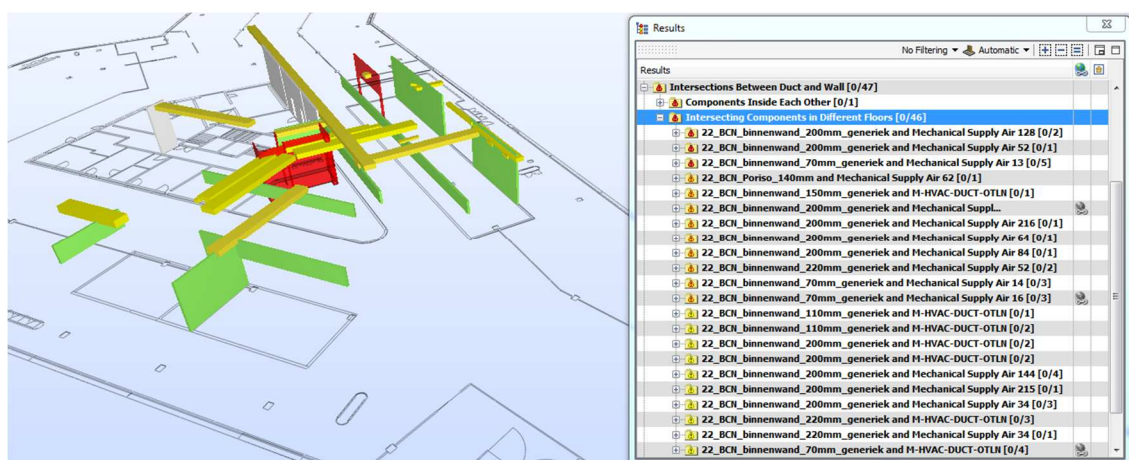 Results
No Filtering Automatic
Results
Intersections Between Duct and Wall [0/47]
Components Inside Each Other [0/1]
Intersecting Components in Different Floors [0/46]
22_BCN_binnenwand_200mm_generiek and Mechanical Supply Air 128 [0/2]
22_BCN_binnenwand_200mm_generiek and Mechanical Supply Air 52 [0/1]
22_BCN_binnenwand_70mm_generiek and Mechanical Supply Air 13 [0/5]
22_BCN_Poriso_140mm and Mechanical Supply Air 62 [0/1]
22_BCN_binnenwand_150mm_generiek and M-HVAC-DUCT-OTLN [0/1]
22_BCN_binnenwand_200mm_generiek and Mechanical Suppl...
22_BCN_binnenwand_200mm_generiek and Mechanical Supply Air 216 [0/1]
22_BCN_binnenwand_200mm_generiek and Mechanical Supply Air 64 [0/1]
22_BCN_binnenwand_200mm_generiek and Mechanical Supply Air 84 [0/1]
22_BCN_binnenwand_220mm_generiek and Mechanical Supply Air 52 [0/2]
22_BCN_binnenwand_70mm_generiek and Mechanical Supply Air 14 [0/3]
22_BCN_binnenwand_70mm_generiek and Mechanical Supply Air 16 [0/3]
22_BCN_binnenwand_110mm_generiek and M-HVAC-DUCT-OTLN [0/1]
22_BCN_binnenwand_110mm_generiek and M-HVAC-DUCT-OTLN [0/2]
22_BCN_binnenwand_200mm_generiek and M-HVAC-DUCT-OTLN [0/2]
22_BCN_binnenwand_200mm_generiek and M-HVAC-DUCT-OTLN [0/2]
22_BCN_binnenwand_200mm_generiek and Mechanical Supply Air 144 [0/4]
22_BCN_binnenwand_200mm_generiek and Mechanical Supply Air 215 [0/1]
22_BCN_binnenwand_200mm_generiek and Mechanical Supply Air 34 [0/3]
22_BCN_binnenwand_220mm_generiek and M-HVAC-DUCT-OTLN [0/3]
22_BCN_binnenwand_220mm_generiek and Mechanical Supply Air 34 [0/1]
22_BCN_binnenwand_70mm_generiek and M-HVAC-DUCT-OTLN [0/4]